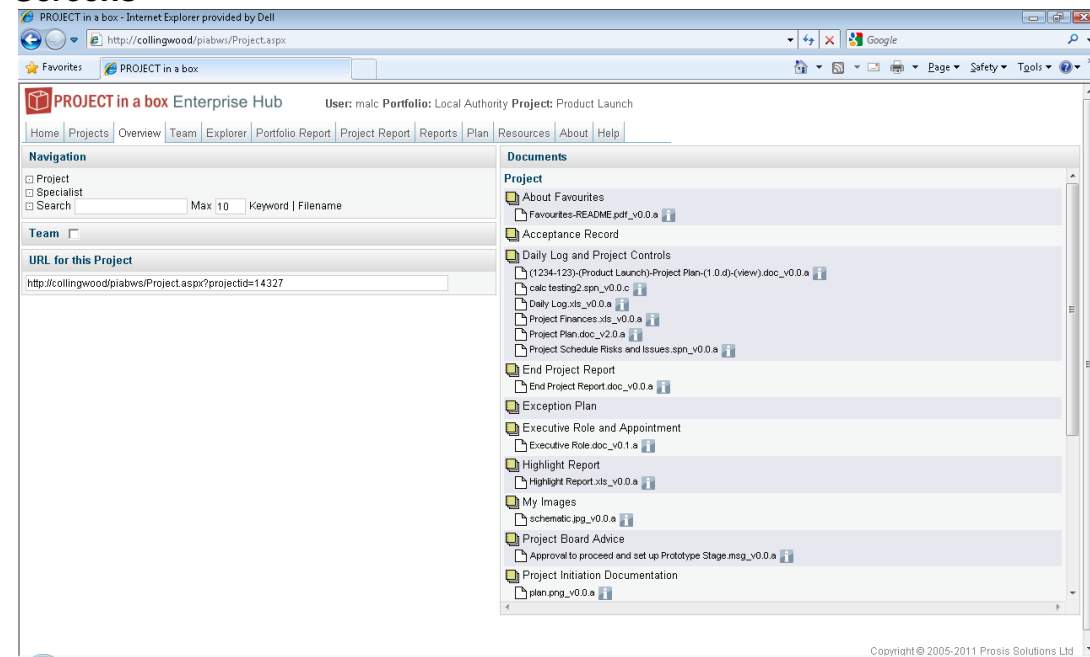 Screens
PROJECT in a box - Internet Explorer provided by Dell
http://collingwood/piabws/Project.aspx
Google
Favorites PROJECT in a box
Page Safety Tools
PROJECT in a box Enterprise Hub User: malc Portfolio: Local Authority Project: Product Launch
Home Projects Overview Team Explorer Portfolio Report Project Report Reports Plan Resources About Help
Navigation
Project
Specialist
Search Max 10 Keyword | Filename
Team
URL for this Project
http://collingwood/piabws/Project.aspx?projectid=14327
Documents
Project
About Favourites
Favourites-README.pdf_v0.0.a
Acceptance Record
Daily Log and Project Controls
(1234-123)-(Product Launch)-Project Plan-(1.0.d)-(view).doc_v0.0.a
calc testing2.spn_v0.0.c
Daily Log.xls_v0.0.a
Project Finances.xls_v0.0.a
Project Plan.doc_v2.0.a
Project Schedule Risks and Issues.spn_v0.0.a
End Project Report
End Project Report.doc_v0.0.a
Exception Plan
Executive Role and Appointment
Executive Role.doc_v0.1.a
Highlight Report
Highlight Report.xls_v0.0.a
My Images
schematic.jpg_v0.0.a
Project Board Advice
Approval to proceed and set up Prototype Stage.msg_v0.0.a
Project Initiation Documentation
plan.png_v0.0.a
Copyright © 2005-2011 Prosis Solutions Ltd